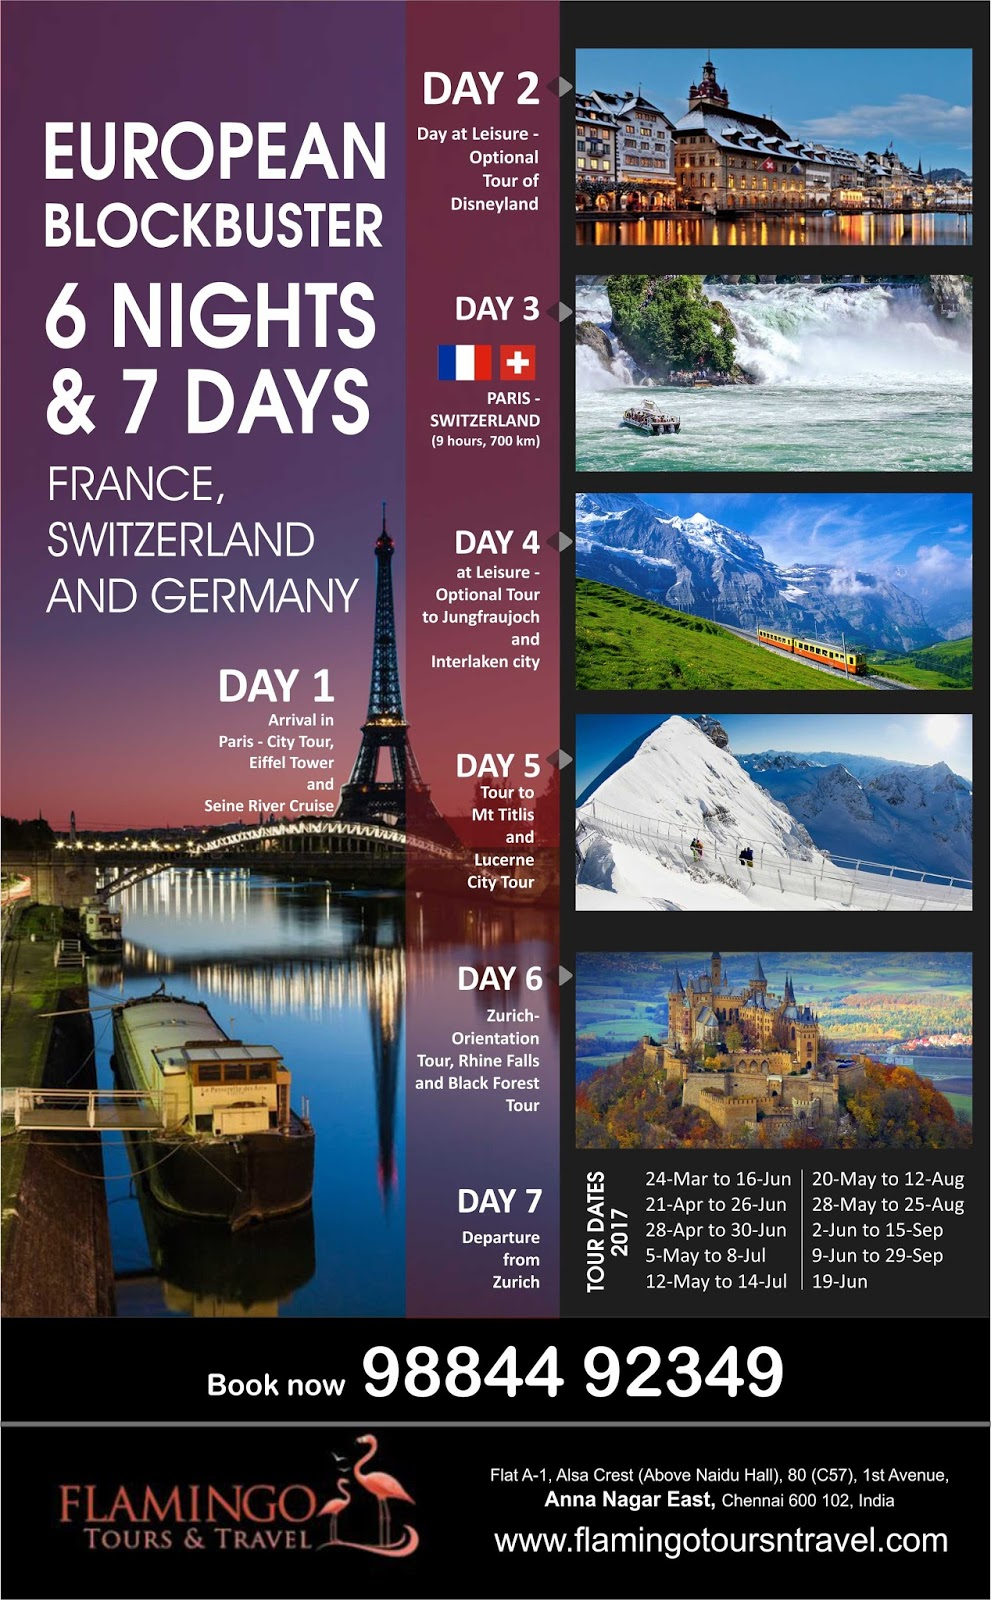 EUROPEAN
BLOCKBUSTER
6 NIGHTS
& 7 DAYS
FRANCE,
SWITZERLAND
AND GERMANY
DAY 1
Arrival in
Paris - City Tour,
Eiffel Tower
and
Seine River Cruise
DAY 2
Day at Leisure -
Optional
Tour of
Disneyland
DAY 3
PARIS -
SWITZERLAND
(9 hours, 700 km)
DAY 4
at Leisure -
Optional Tour
to Jungfraujoch
and
Interlaken city
DAY 5
Tour to
Mt Titlis
and
Lucerne
City Tour
DAY 6
Zurich-
Orientation
Tour, Rhine Falls
and Black Forest
Tour
DAY 7
Departure
from
Zurich
TOUR DATES
2017
24-Mar to 16-Jun
21-Apr to 26-Jun
28-Apr to 30-Jun
5-May to 8-Jul
12-May to 14-Jul
20-May to 12-Aug
28-May to 25-Aug
2-Jun to 15-Sep
9-Jun to 29-Sep
19-Jun
Book now 98844 92349
FLAMINGO
TOURS & TRAVEL
Flat A-1, Alsa Crest (Above Naidu Hall), 80 (C57), 1st Avenue,
Anna Nagar East, Chennai 600 102, India
www.flamingotoursntravel.com